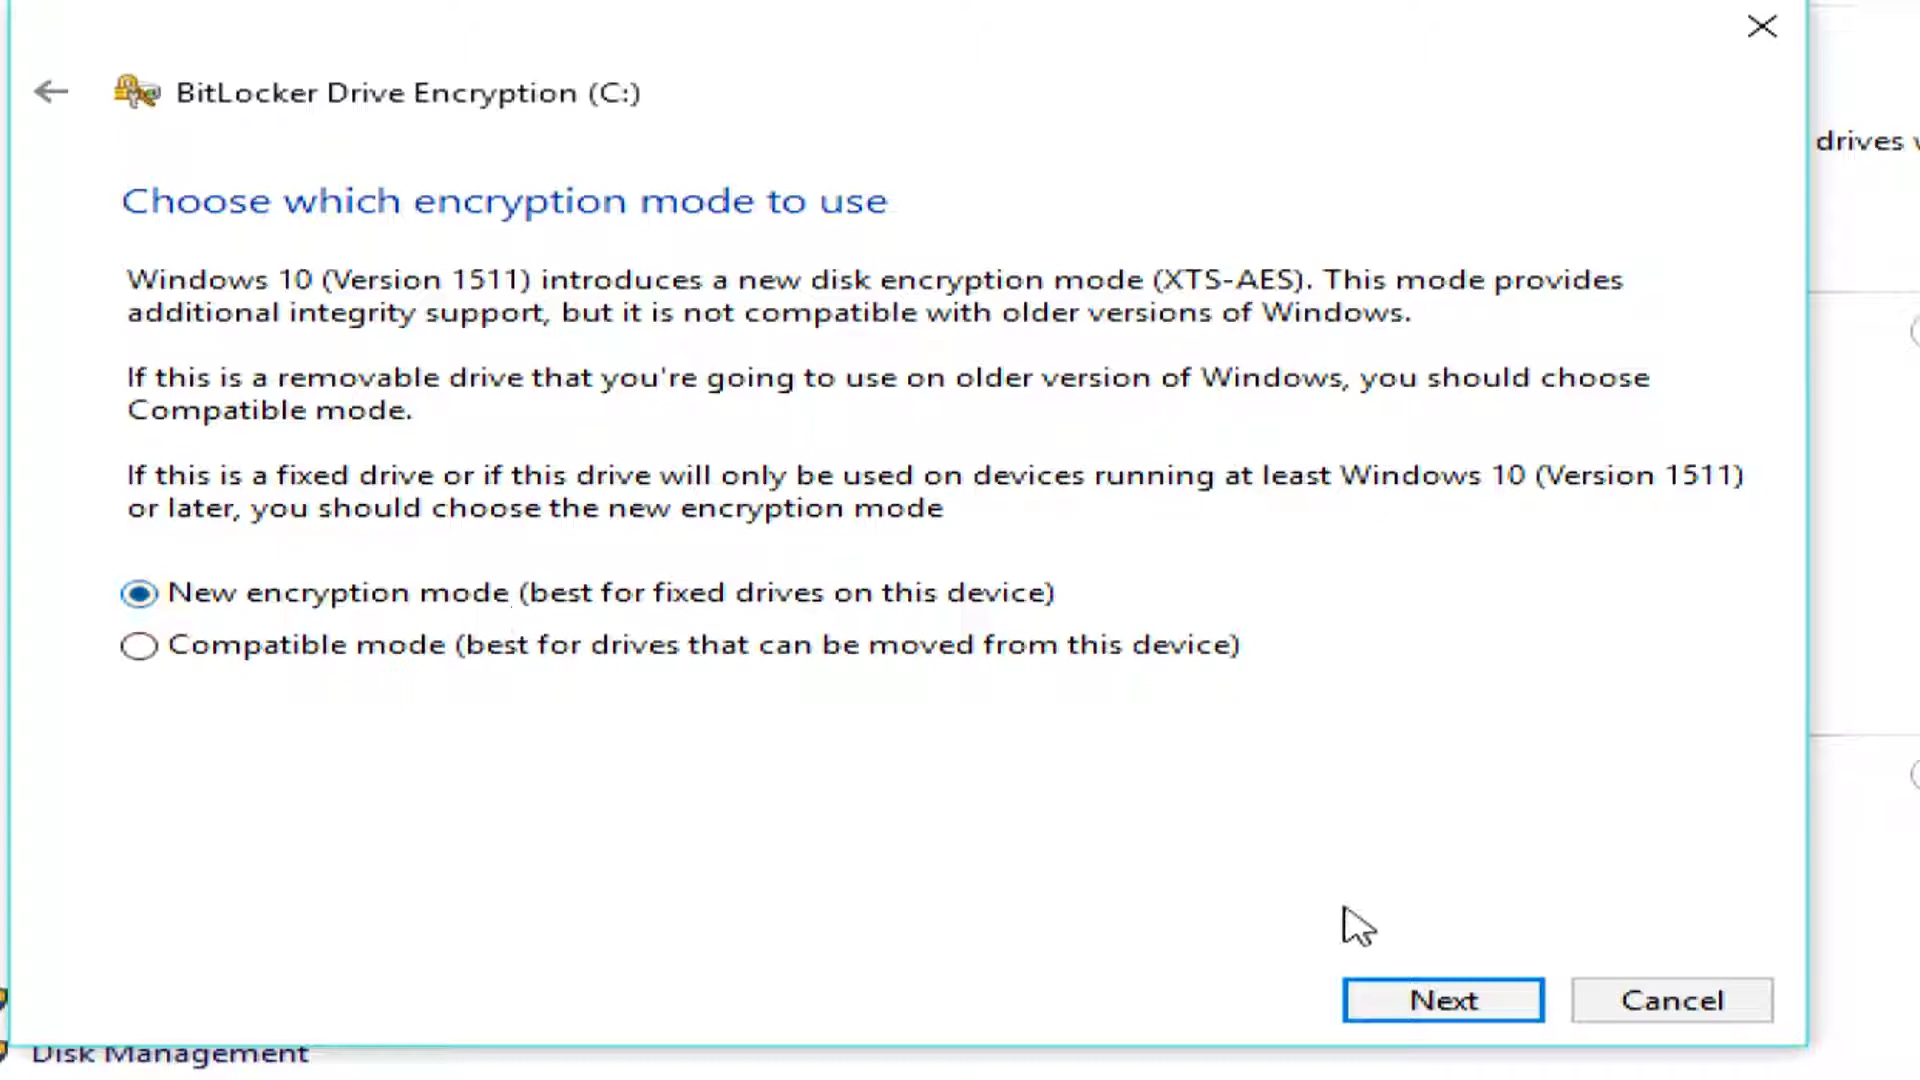 BitLocker Drive Encryption (C:)
drives
Choose which encryption mode to use
Windows 10 (Version 1511) introduces a new disk encryption mode (XTS-AES). This mode provides
additional integrity support, but it is not compatible with older versions of Windows.
If this is a removable drive that you're going to use on older version of Windows, you should choose
Compatible mode.
If this is a fixed drive or if this drive will only be used on devices running at least Windows 10 (Version 1511)
or later, you should choose the new encryption mode
New encryption mode (best for fixed drives on this device)
Compatible mode (best for drives that can be moved from this device)
Next
Cancel
Disk Management